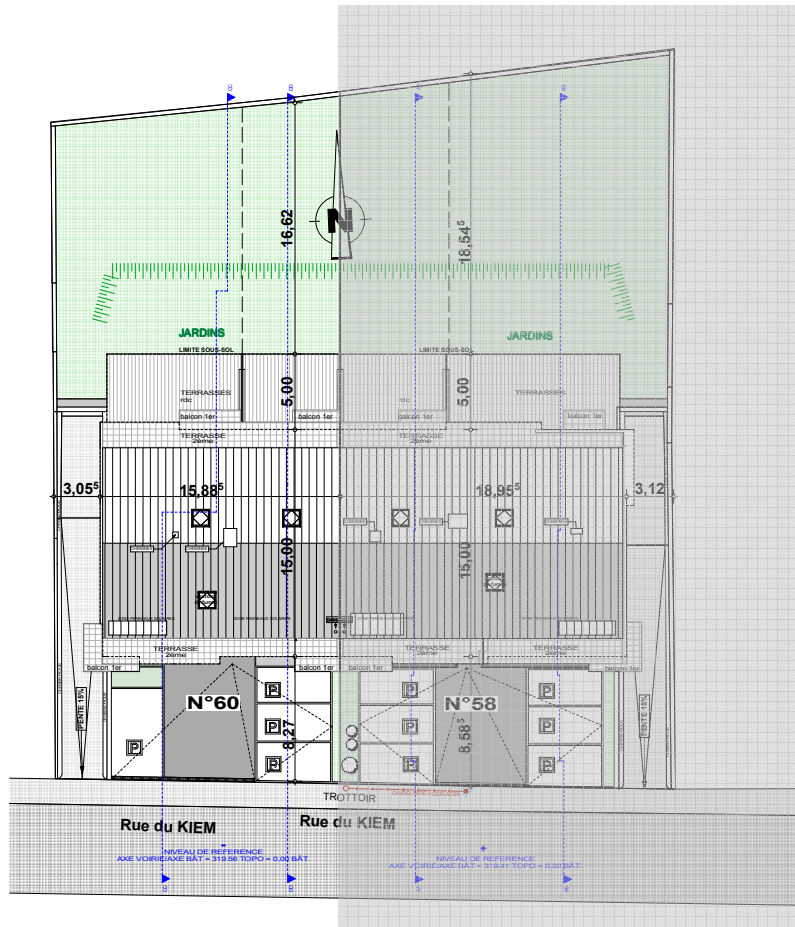 B
B
16,62
N
18,54⁵
JARDINS
JARDINS
LIMITE SOUS-SOL
LIMITE SOUS-SOL
TERRASSES
rdc
5,00
rdc
5,00
TERRASSES
balcon 1er
balcon 1er
balcon 1er
balcon 1er
TERRASSE
2ème
TERRASSE
2ème
3,05⁵
15,88⁵
18,95⁵
3,12
15,00
15,00
TERRASSE
2ème
TERRASSE
2ème
TERRASSE
2ème
balcon 1er
balcon 1er
balcon 1er
balcon 1er
PENTE 15%
N°60
8,27
N°58
8,58⁵
PENTE 15%
P
P
P
P
P
P
P
P
P
P
TROTTOIR
Rue du KIEM
Rue du KIEM
NIVEAU DE REFERENCE
AXE VOIRIE/AXE BÂT = 319.56 TOPO = 0,00 BÂT.
NIVEAU DE REFERENCE
AXE VOIRIE/AXE BÂT = 319.41 TOPO = 0,00 BÂT.
B